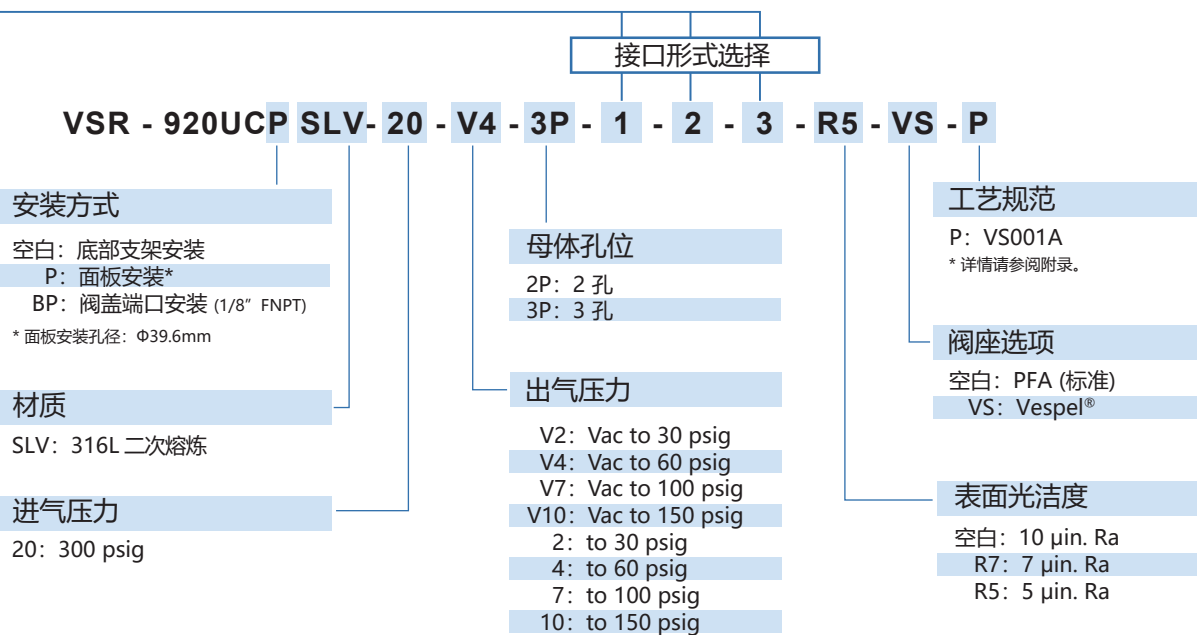 接口形式选择
VSR - 920UCP SLV- 20 - V4 - 3P - 1 - 2 - 3 - R5 - VS - P
安装方式
空白：底部支架安装
P：面板安装*
BP：阀盖端口安装 (1/8" FNPT)
* 面板安装孔径：Φ39.6mm
材质
SLV：316L 二次熔炼
进气压力
20：300 psig
母体孔位
2P：2 孔
3P：3 孔
出气压力
V2：Vac to 30 psig
V4：Vac to 60 psig
V7：Vac to 100 psig
V10：Vac to 150 psig
2：to 30 psig
4：to 60 psig
7：to 100 psig
10：to 150 psig
工艺规范
P：VS001A
* 详情请参阅附录。
阀座选项
空白：PFA (标准)
VS：Vespel®
表面光洁度
空白：10 μin. Ra
R7：7 μin. Ra
R5：5 μin. Ra